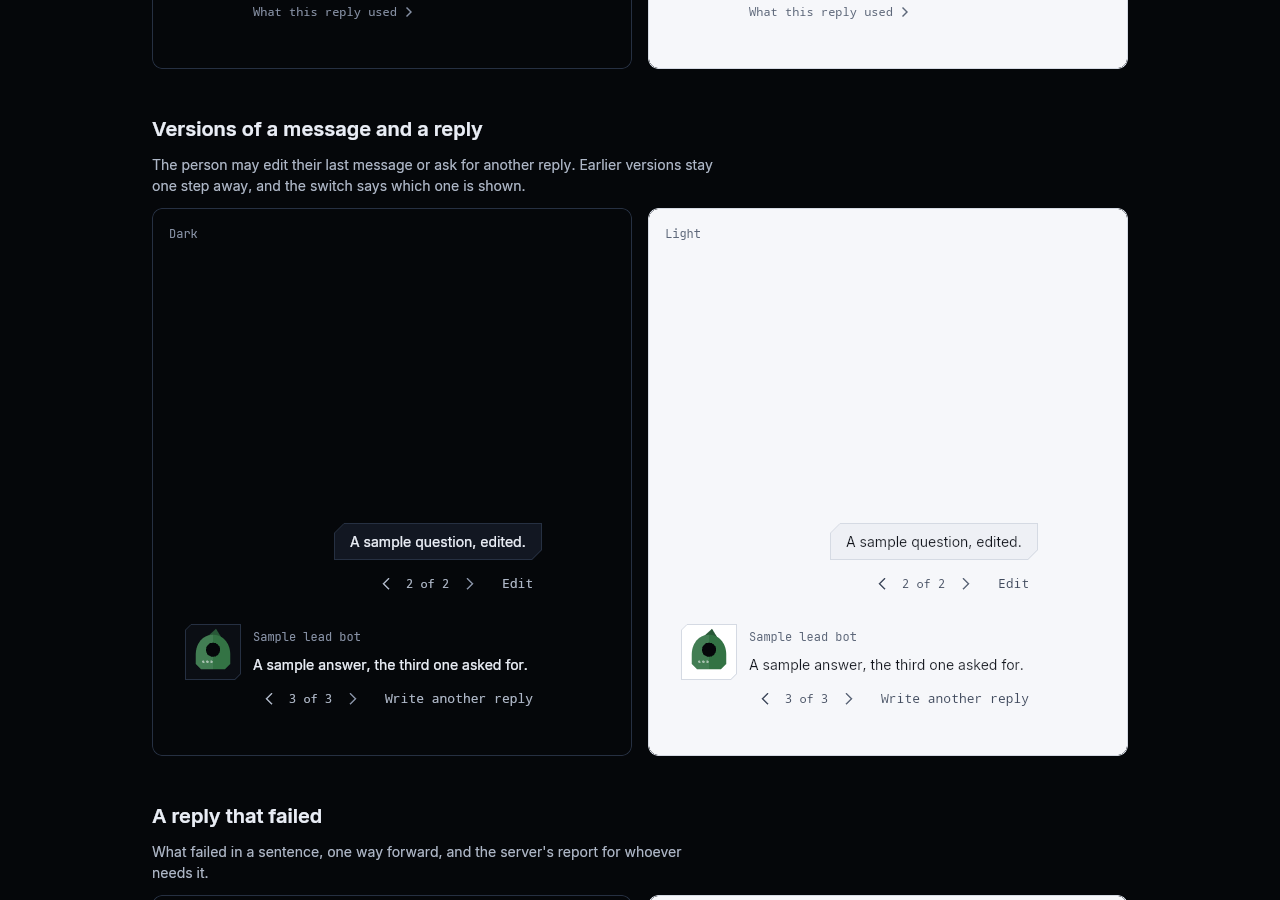 What this reply used
What this reply used
Versions of a message and a reply
The person may edit their last message or ask for another reply. Earlier versions stay
one step away, and the switch says which one is shown.
Dark
Light
A sample question, edited.
2 of 2
Edit
Sample lead bot
A sample answer, the third one asked for.
3 of 3
Write another reply
A sample question, edited.
2 of 2
Edit
Sample lead bot
A sample answer, the third one asked for.
3 of 3
Write another reply
A reply that failed
What failed in a sentence, one way forward, and the server's report for whoever
needs it.